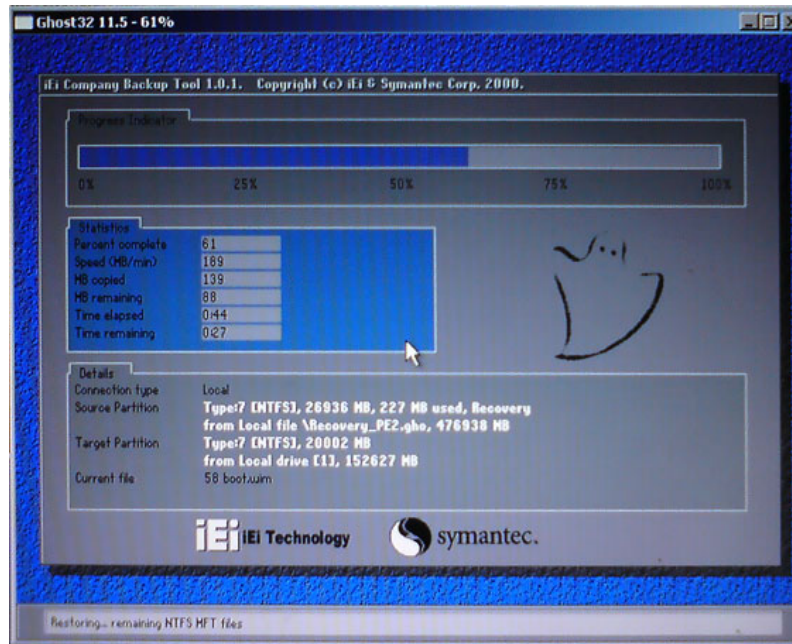 Ghost32 11.5 - 61%
iEi Company Backup Tool 1.0.1. Copyright (c) iEi & Symantec Corp. 2000.
Progress Indicator
0% 25% 50% 75% 100%
Statistics
Percent complete 61
Speed (MB/min) 189
MB copied 139
MB remaining 88
Time elapsed 0:44
Time remaining 0:27
Details
Connection type Local
Source Partition Type:7 [NTFS], 26936 MB, 227 MB used, Recovery
from Local file \Recovery_PE2.gho, 476938 MB
Target Partition Type:7 [NTFS], 20002 MB
from Local drive [1], 152627 MB
Current file 58 boot.wim
iEi iEi Technology symantec.
Restoring... remaining NTFS MFT files